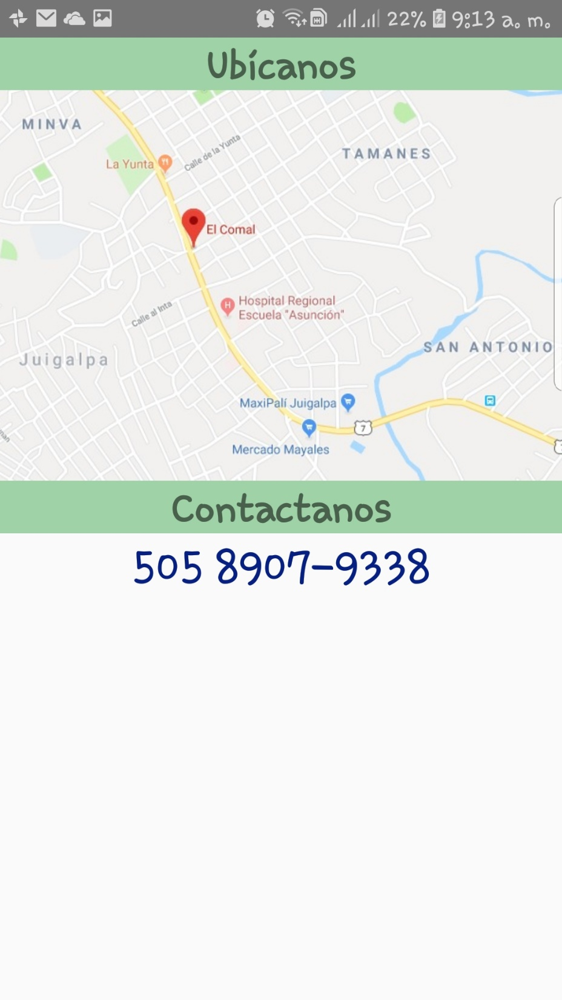 22% 9:13 a. m.
Ubícanos
MINVA
TAMANES
Calle de la Yunta
La Yunta
El Comal
Hospital Regional
Escuela "Asunción"
Calle al Inta
SAN ANTONIO
Juigalpa
MaxiPalí Juigalpa
7
Mercado Mayales
Contactanos
505 8907-9338